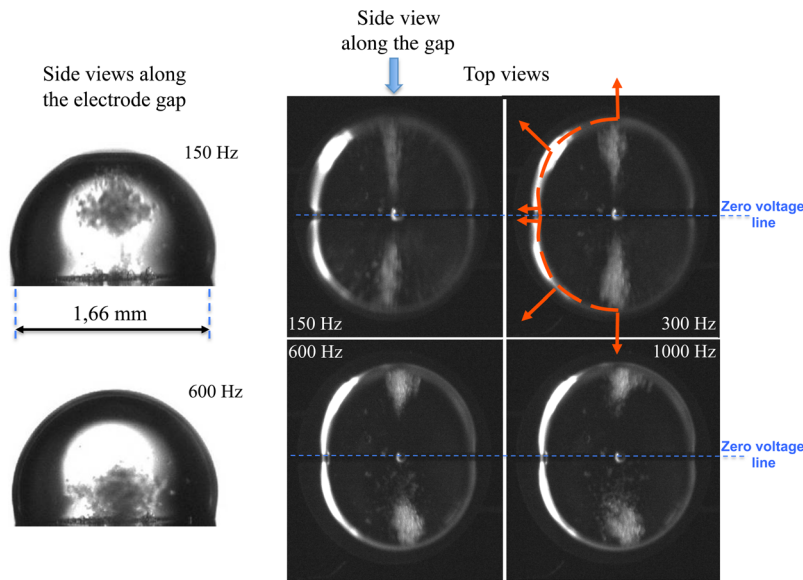 Side view
along the gap
Side views along
the electrode gap
Top views
150 Hz
Zero voltage
line
1,66 mm
150 Hz
300 Hz
600 Hz
1000 Hz
600 Hz
Zero voltage
line